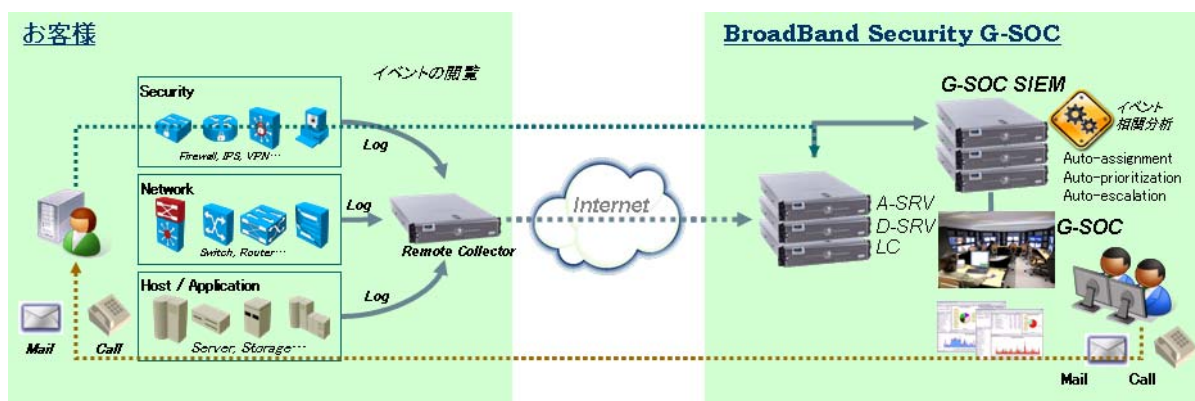 お客様
BroadBand Security G-SOC
イベントの閲覧
Security
Firewall, IPS, VPN…
Log
Network
Switch, Router…
Log
Remote Collector
Host / Application
Server, Storage…
Log
Mail
Call
Internet
A-SRV
D-SRV
LC
G-SOC SIEM
イベント
相関分析
Auto-assignment
Auto-prioritization
Auto-escalation
G-SOC
Mail
Call